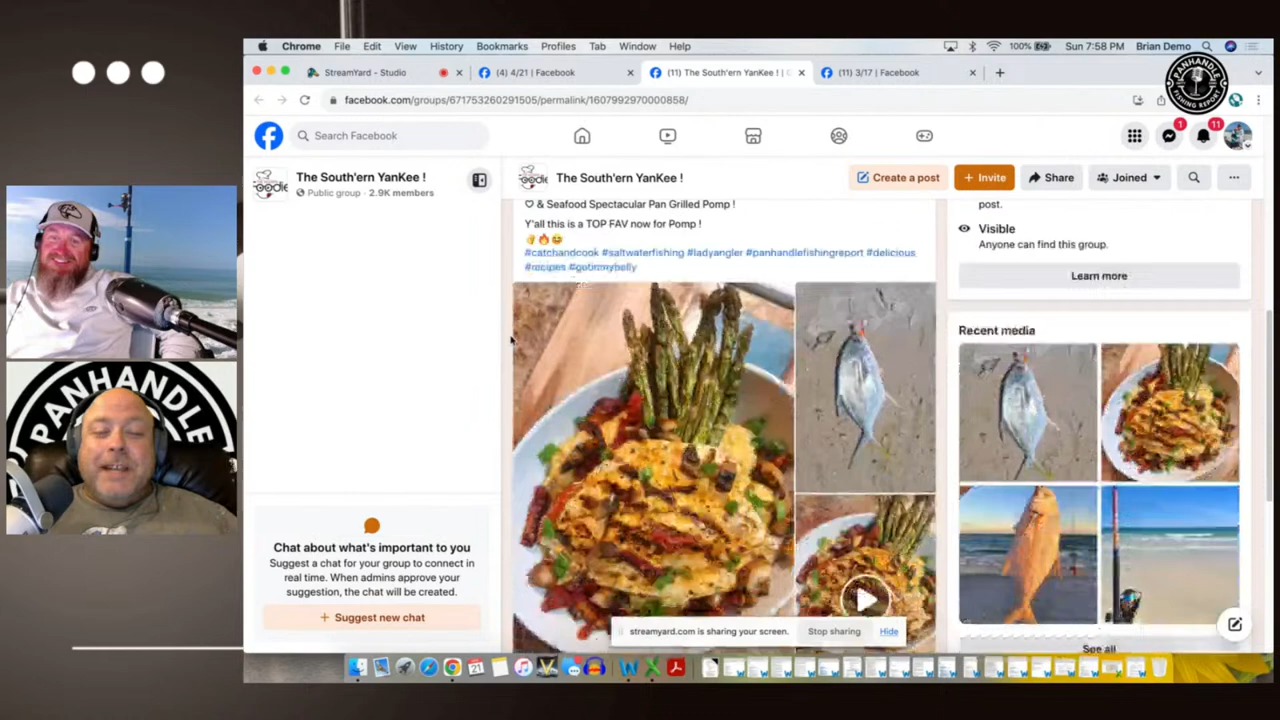 Chrome File Edit View History Bookmarks Profiles Tab Window Help
100% Sun 7:58 PM Brian Demo
StreamYard - Studio
(4) 4/21 | Facebook
(11) The South'ern YanKee ! |
(11) 3/17 | Facebook
PANHANDLE
FISHING REPORT
facebook.com/groups/671753260291505/permalink/1607992970000858/
Search Facebook
1
11
The South'ern YanKee !
Public group · 2.9K members
The South'ern YanKee !
Create a post
+ Invite
Share
Joined
& Seafood Spectacular Pan Grilled Pomp !
Y'all this is a TOP FAV now for Pomp !
#catchandcook #saltwaterfishing #ladyangler #panhandlefishingreport #delicious
#recipes #gutinmybelly
post.
Visible
Anyone can find this group.
Learn more
Recent media
See all
PANHANDLE
Chat about what's important to you
Suggest a chat for your group to connect in
real time. When admins approve your
suggestion, the chat will be created.
+ Suggest new chat
streamyard.com is sharing your screen.
Stop sharing
Hide